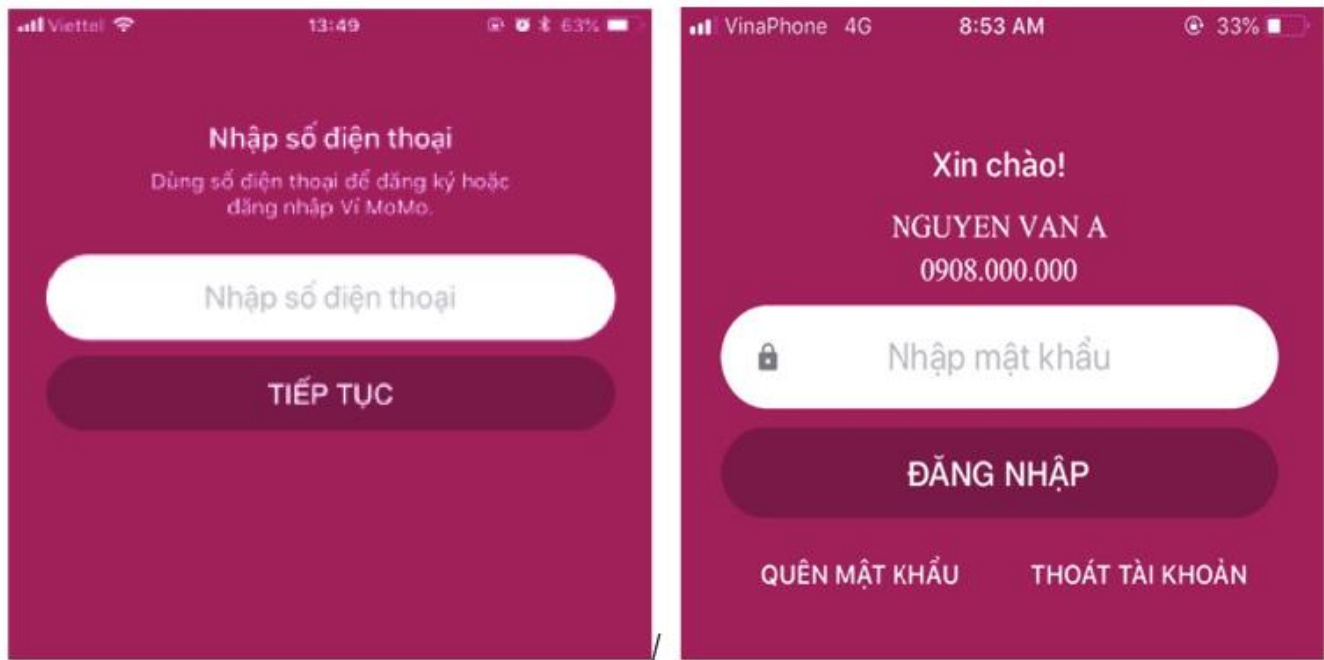 Viettel
13:49
63%
Nhập số điện thoại
Dùng số điện thoại để đăng ký hoặc
đăng nhập Ví MoMo.
Nhập số điện thoại
TIẾP TỤC
/
VinaPhone 4G
8:53 AM
33%
Xin chào!
NGUYEN VAN A
0908.000.000
Nhập mật khẩu
ĐĂNG NHẬP
QUÊN MẬT KHẨU
THOÁT TÀI KHOẢN